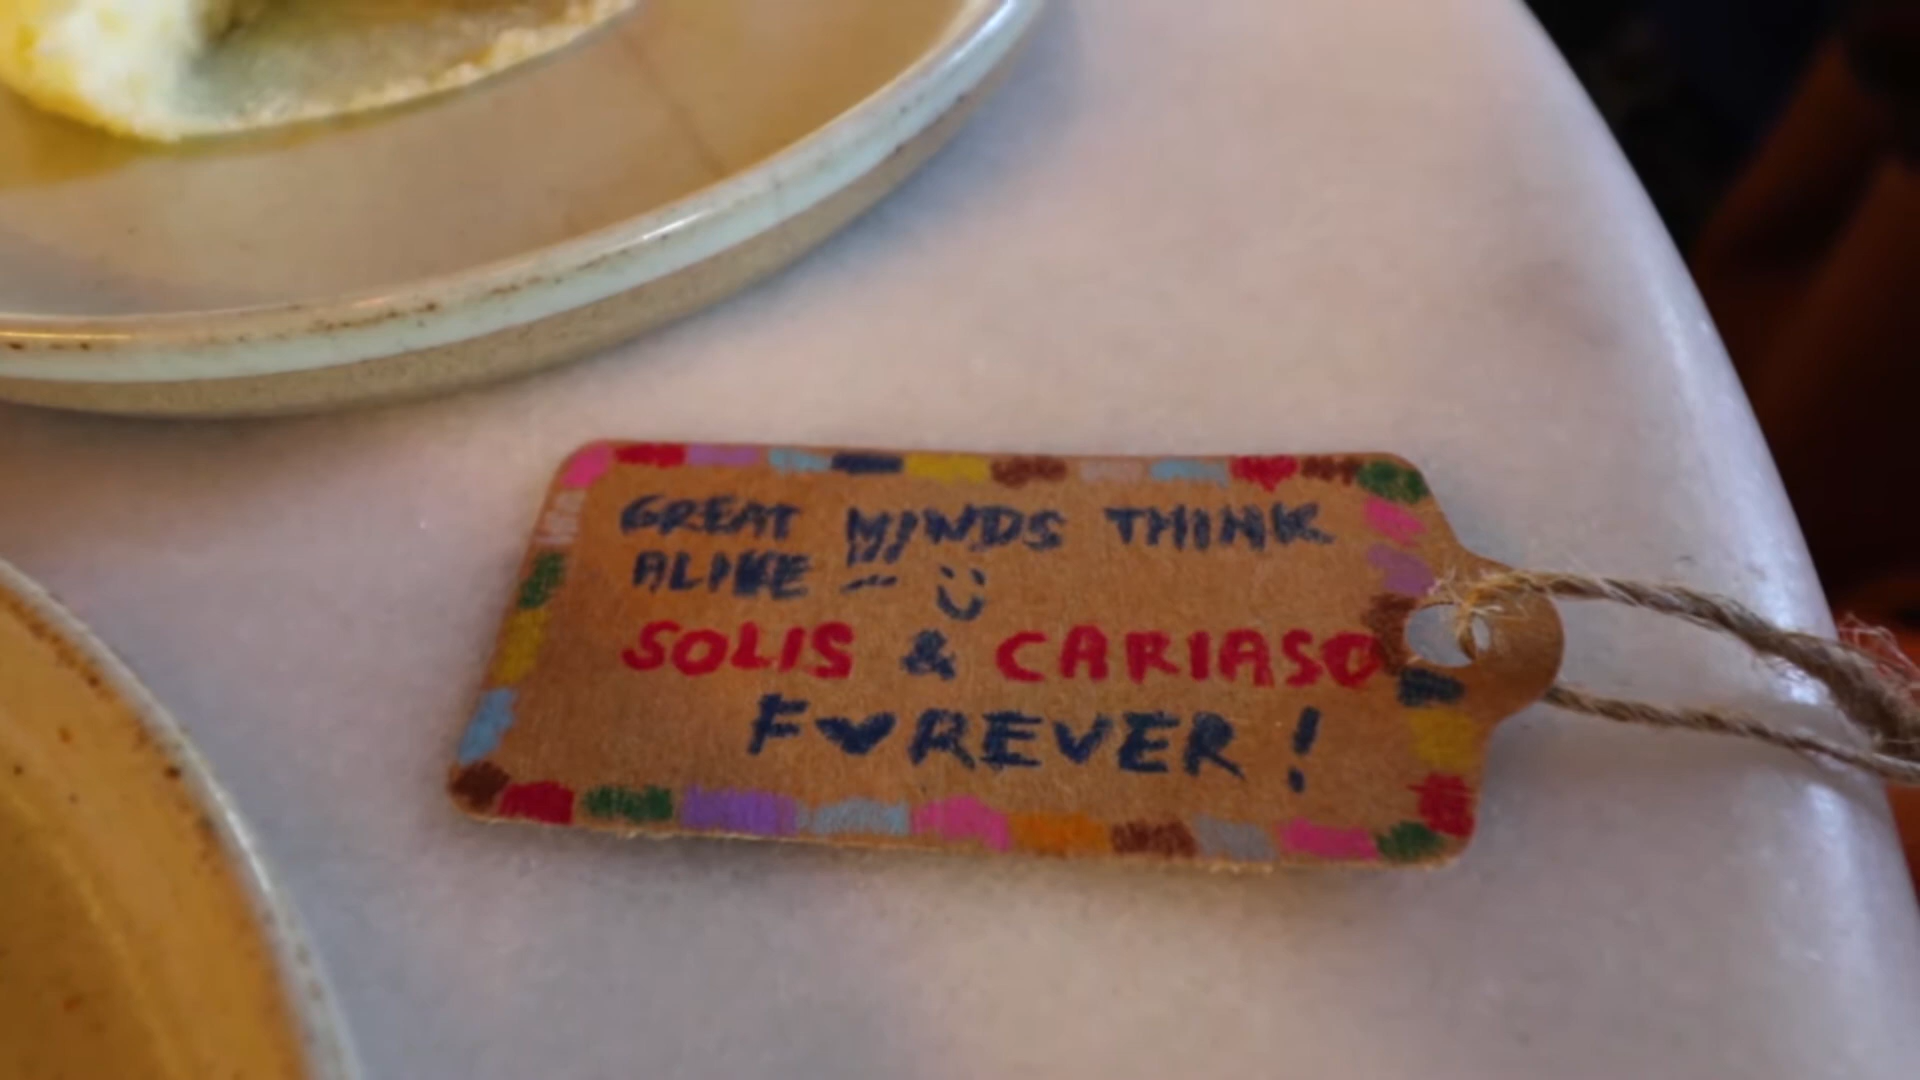 GREAT MINDS THINK
ALIKE !!! -- :)
SOLIS & CARIASO
F♥REVER!